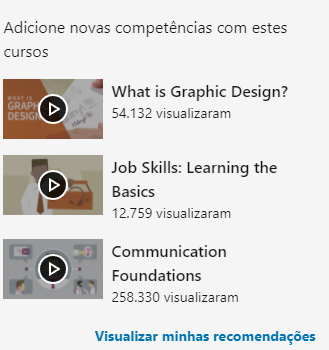 Adicione novas competências com estes
cursos
WHAT IS
GRAPHIC
DESIGN
What is Graphic Design?
54.132 visualizaram
Job Skills: Learning the
Basics
12.759 visualizaram
Communication
Foundations
258.330 visualizaram
Visualizar minhas recomendações